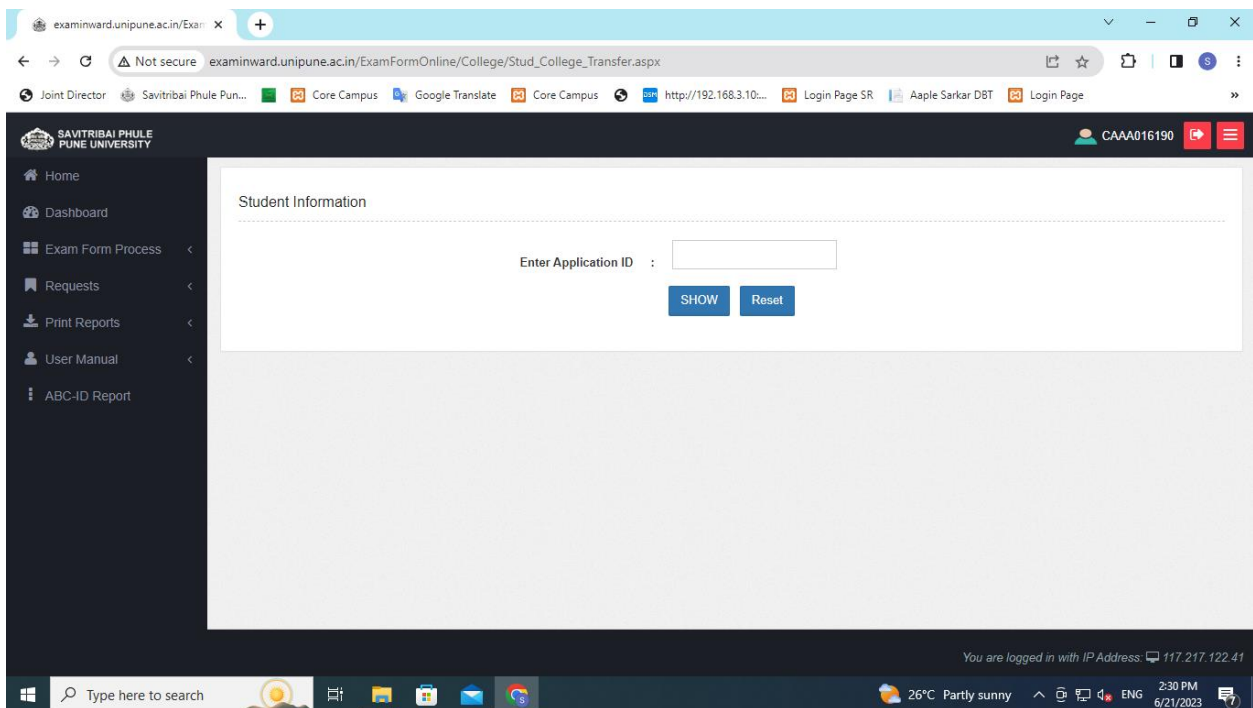 examinward.unipune.ac.in/Exam
Not secure examinward.unipune.ac.in/ExamFormOnline/College/Stud_College_Transfer.aspx
S
Joint Director Savitribai Phule Pun... Core Campus Google Translate Core Campus DSM http://192.168.3.10:... Login Page SR Aaple Sarkar DBT Login Page »
SAVITRIBAI PHULE
PUNE UNIVERSITY
CAAA016190
Home
Dashboard
Exam Form Process
Requests
Print Reports
User Manual
ABC-ID Report
Student Information
Enter Application ID :
SHOW Reset
You are logged in with IP Address: 117.217.122.41
Type here to search
26°C Partly sunny ENG
2:30 PM
6/21/2023
7